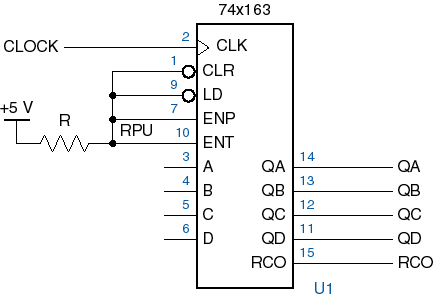 74x163
CLOCK 2 CLK
1 CLR
9 LD
+5 V R RPU 7 ENP
10 ENT
3 A QA 14 QA
4 B QB 13 QB
5 C QC 12 QC
6 D QD 11 QD
RCO 15 RCO
U1